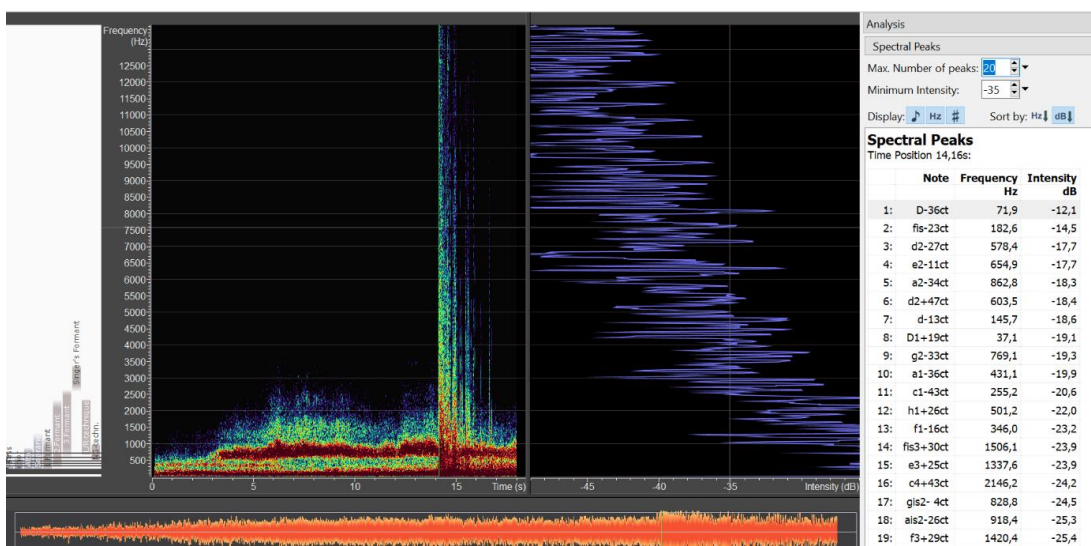 Frequency
(Hz)
12500
12000
11500
11000
10500
10000
9500
9000
8500
8000
7500
7000
6500
6000
5500
5000
4500
4000
3500
3000
2500
2000
1500
1000
500
Singer's Formant
0 5 10 15 Time (s)
-45 -40 -35 Intensity (dB)
Analysis
Spectral Peaks
Max. Number of peaks: 20
Minimum Intensity: -35
Display: ♪ Hz # Sort by: Hz dB
Spectral Peaks
Time Position 14,16s:
Note Frequency Intensity
Hz dB
1: D-36ct 71,9 -12,1
2: fis-23ct 182,6 -14,5
3: d2-27ct 578,4 -17,7
4: e2-11ct 654,9 -17,7
5: a2-34ct 862,8 -18,3
6: d2+47ct 603,5 -18,4
7: d-13ct 145,7 -18,6
8: D1+19ct 37,1 -19,1
9: g2-33ct 769,1 -19,3
10: a1-36ct 431,1 -19,9
11: c1-43ct 255,2 -20,6
12: h1+26ct 501,2 -22,0
13: f1-16ct 346,0 -23,2
14: fis3+30ct 1506,1 -23,9
15: e3+25ct 1337,6 -23,9
16: c4+43ct 2146,2 -24,2
17: gis2- 4ct 828,8 -24,5
18: ais2-26ct 918,4 -25,3
19: f3+29ct 1420,4 -25,4